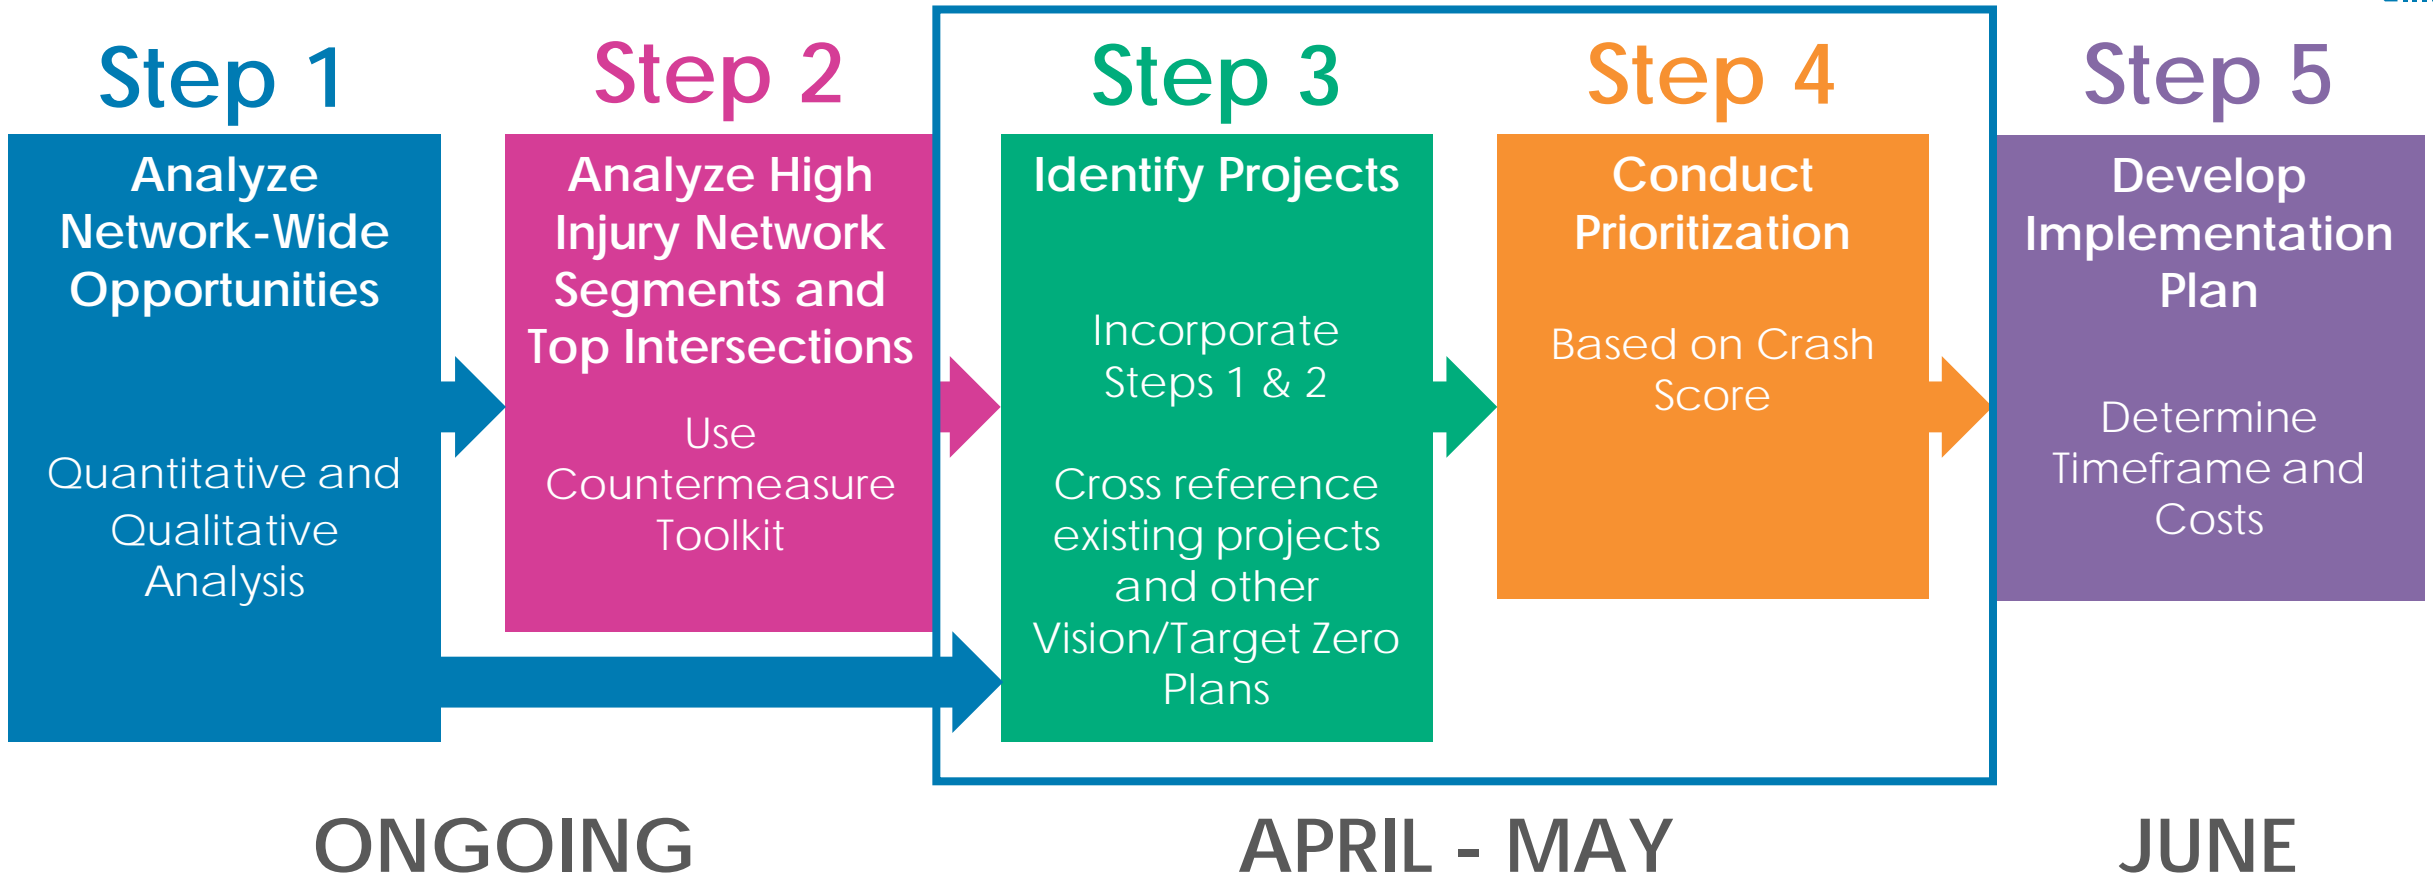 Step 1
Analyze
Network-Wide
Opportunities
Quantitative and
Qualitative
Analysis
Step 2
Analyze High
Injury Network
Segments and
Top Intersections
Use
Countermeasure
Toolkit
Step 3
Identify Projects
Incorporate
Steps 1 & 2
Cross reference
existing projects
and other
Vision/Target Zero
Plans
Step 4
Conduct
Prioritization
Based on Crash
Score
Step 5
Develop
Implementation
Plan
Determine
Timeframe and
Costs
ONGOING
APRIL - MAY
JUNE